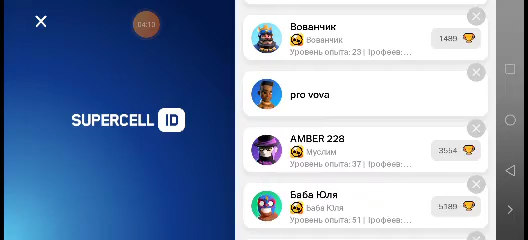 04:10
SUPERCELL ID
Вованчик
Вованчик
Уровень опыта: 23 | Трофеев:...
1489
pro vova
AMBER 228
Муслим
Уровень опыта: 37 | Трофеев:...
3554
Баба Юля
Баба Юля
Уровень опыта: 51 | Трофеев:...
5189